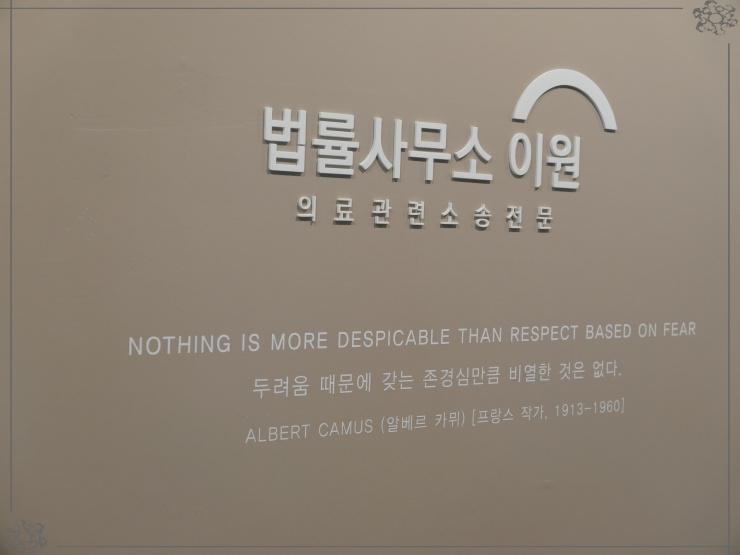 법률사무소 이원
의료관련소송전문
NOTHING IS MORE DESPICABLE THAN RESPECT BASED ON FEAR
두려움 때문에 갖는 존경심만큼 비열한 것은 없다.
ALBERT CAMUS (알베르 카뮈) [프랑스 작가, 1913-1960]